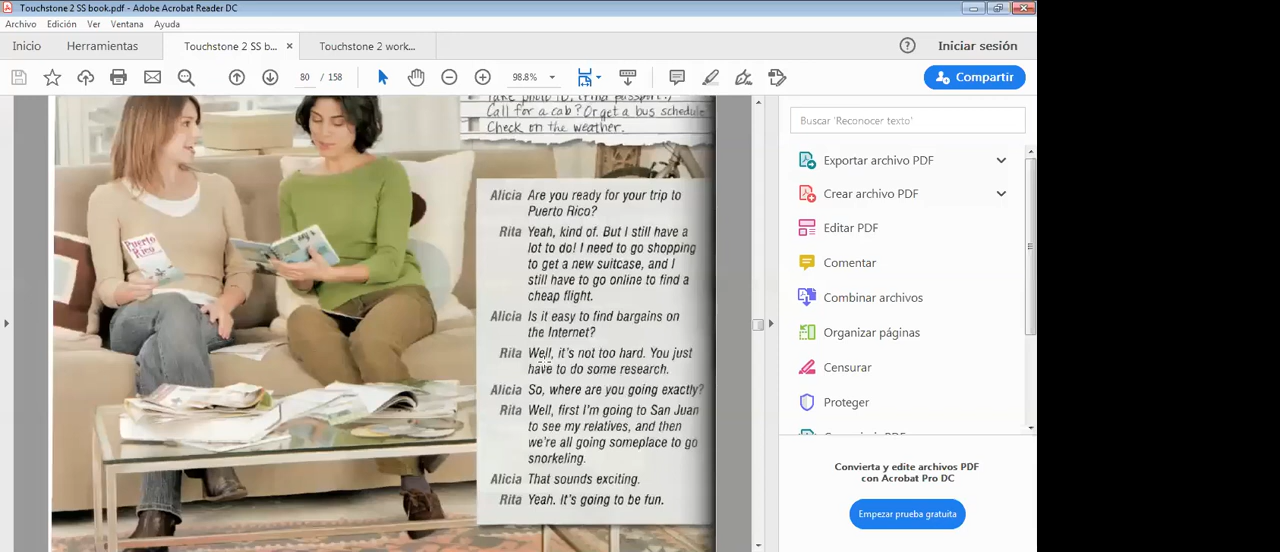 Touchstone 2 SS book.pdf - Adobe Acrobat Reader DC
Archivo Edición Ver Ventana Ayuda
Inicio Herramientas Touchstone 2 SS b... × Touchstone 2 work... Iniciar sesión
80 / 158 98.8% Compartir
Take photo ID. (Find passport!)
Call for a cab? Or get a bus schedule
Check on the weather.
Puerto Rico
Alicia Are you ready for your trip to
Puerto Rico?
Rita Yeah, kind of. But I still have a
lot to do! I need to go shopping
to get a new suitcase, and I
still have to go online to find a
cheap flight.
Alicia Is it easy to find bargains on
the Internet?
Rita Well, it's not too hard. You just
have to do some research.
Alicia So, where are you going exactly?
Rita Well, first I'm going to San Juan
to see my relatives, and then
we're all going someplace to go
snorkeling.
Alicia That sounds exciting.
Rita Yeah. It's going to be fun.
Buscar 'Reconocer texto'
Exportar archivo PDF
Crear archivo PDF
Editar PDF
Comentar
Combinar archivos
Organizar páginas
Censurar
Proteger
Convierta y edite archivos PDF
con Acrobat Pro DC
Empezar prueba gratuita